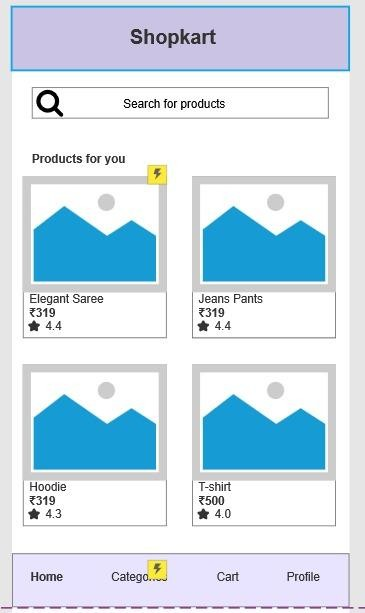 Shopkart
Search for products
Products for you
Elegant Saree
₹319
4.4
Jeans Pants
₹319
4.4
Hoodie
₹319
4.3
T-shirt
₹500
4.0
Home Categories Cart Profile